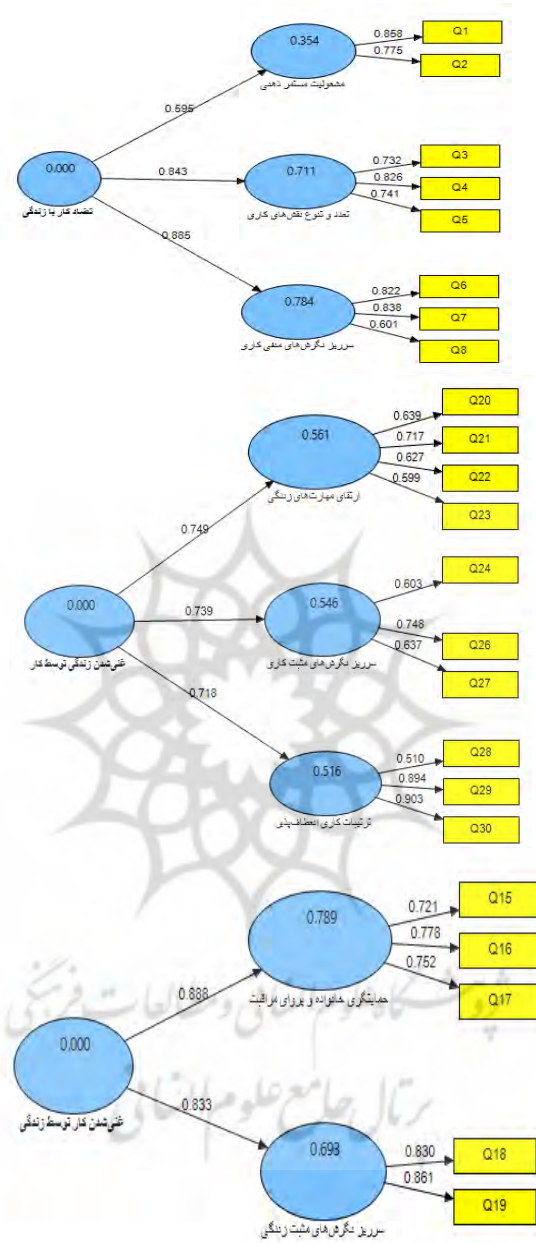 0.354
0.858
Q1
0.775
Q2
مشغولیت مستمر ذهنی
0.595
0.000
تضاد کار با زندگی
0.843
0.711
0.732
Q3
0.826
Q4
0.741
Q5
تعدد و تنوع نقش‌های کاری
0.885
0.784
0.822
Q6
0.838
Q7
0.601
Q8
سرریز نگرش‌های منفی کاری
0.561
0.639
Q20
0.717
Q21
0.627
Q22
0.599
Q23
ارتقای مهارت‌های زندگی
0.749
0.000
غنی‌شدن زندگی توسط کار
0.739
0.546
0.603
Q24
0.748
Q26
0.637
Q27
سرریز نگرش‌های مثبت کاری
0.718
0.516
0.510
Q28
0.894
Q29
0.903
Q30
ترتیبات کاری انعطاف‌پذیر
0.789
0.721
Q15
0.778
Q16
0.752
Q17
حمایتگری خانواده و پروای مراقبت
0.888
0.000
غنی‌شدن کار توسط زندگی
0.833
0.693
0.830
Q18
0.861
Q19
سرریز نگرش‌های مثبت زندگی
پژوهشگاه علوم انسانی و مطالعات فرهنگی
پرتال جامع علوم انسانی